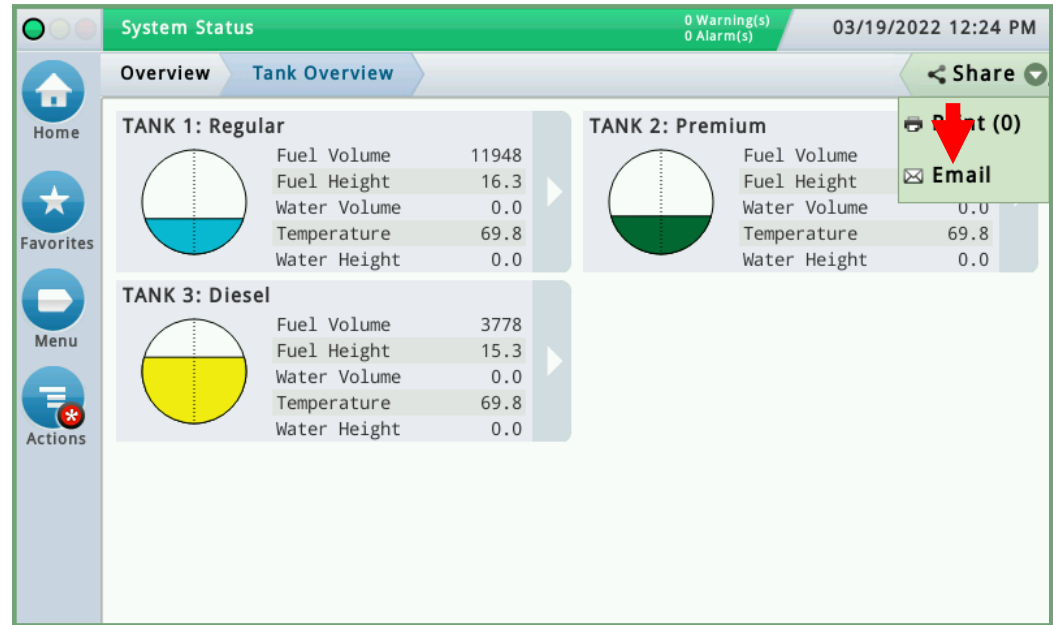 System Status
0 Warning(s)
0 Alarm(s)
03/19/2022 12:24 PM
Overview
Tank Overview
Share
Print (0)
Email
Home
Favorites
Menu
Actions
TANK 1: Regular
Fuel Volume 11948
Fuel Height 16.3
Water Volume 0.0
Temperature 69.8
Water Height 0.0
TANK 2: Premium
Fuel Volume
Fuel Height
Water Volume 0.0
Temperature 69.8
Water Height 0.0
TANK 3: Diesel
Fuel Volume 3778
Fuel Height 15.3
Water Volume 0.0
Temperature 69.8
Water Height 0.0